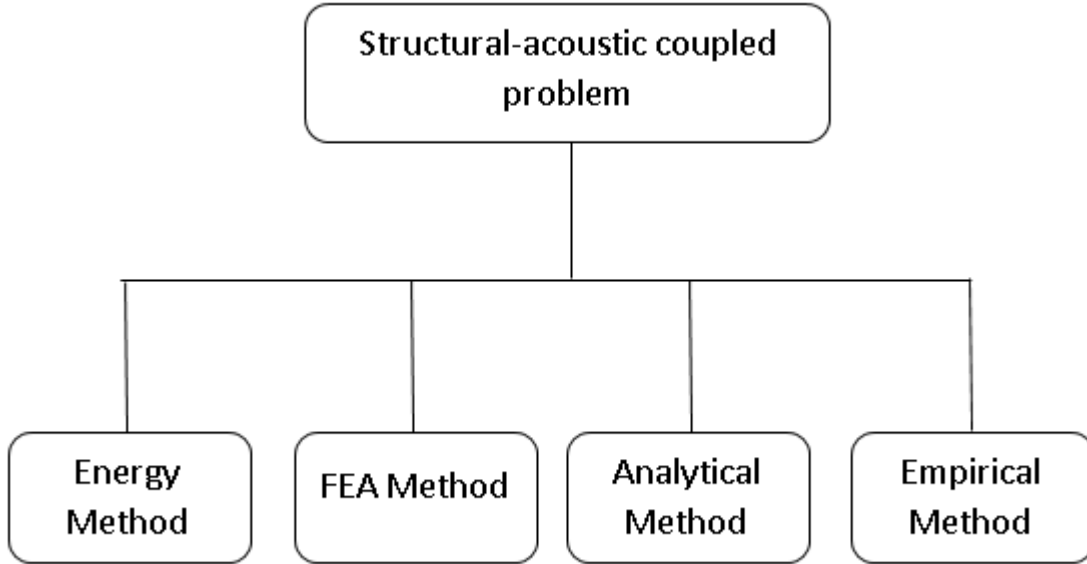 Structural-acoustic coupled
problem
Energy
Method
FEA Method
Analytical
Method
Empirical
Method